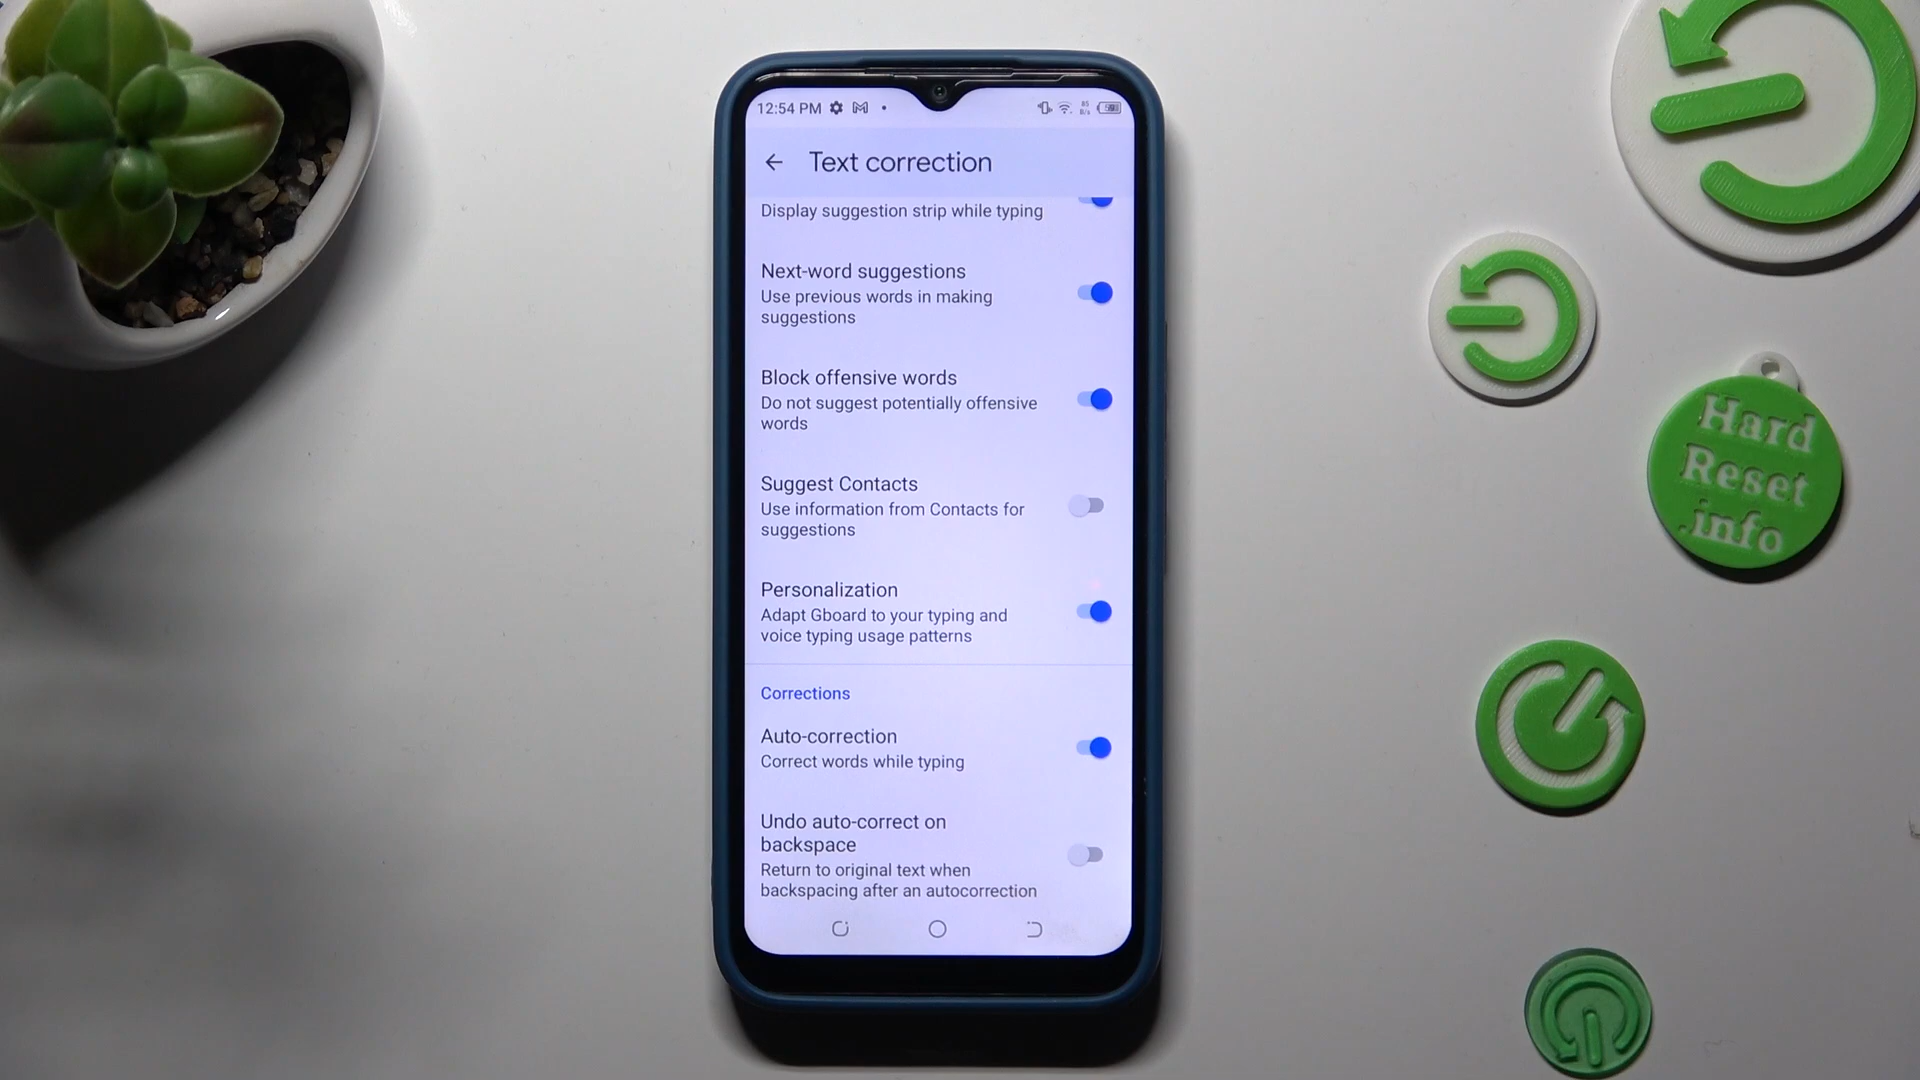 12:54 PM
Text correction
Display suggestion strip while typing
Next-word suggestions
Use previous words in making
suggestions
Block offensive words
Do not suggest potentially offensive
words
Suggest Contacts
Use information from Contacts for
suggestions
Personalization
Adapt Gboard to your typing and
voice typing usage patterns
Corrections
Auto-correction
Correct words while typing
Undo auto-correct on
backspace
Return to original text when
backspacing after an autocorrection
Hard
Reset
.info